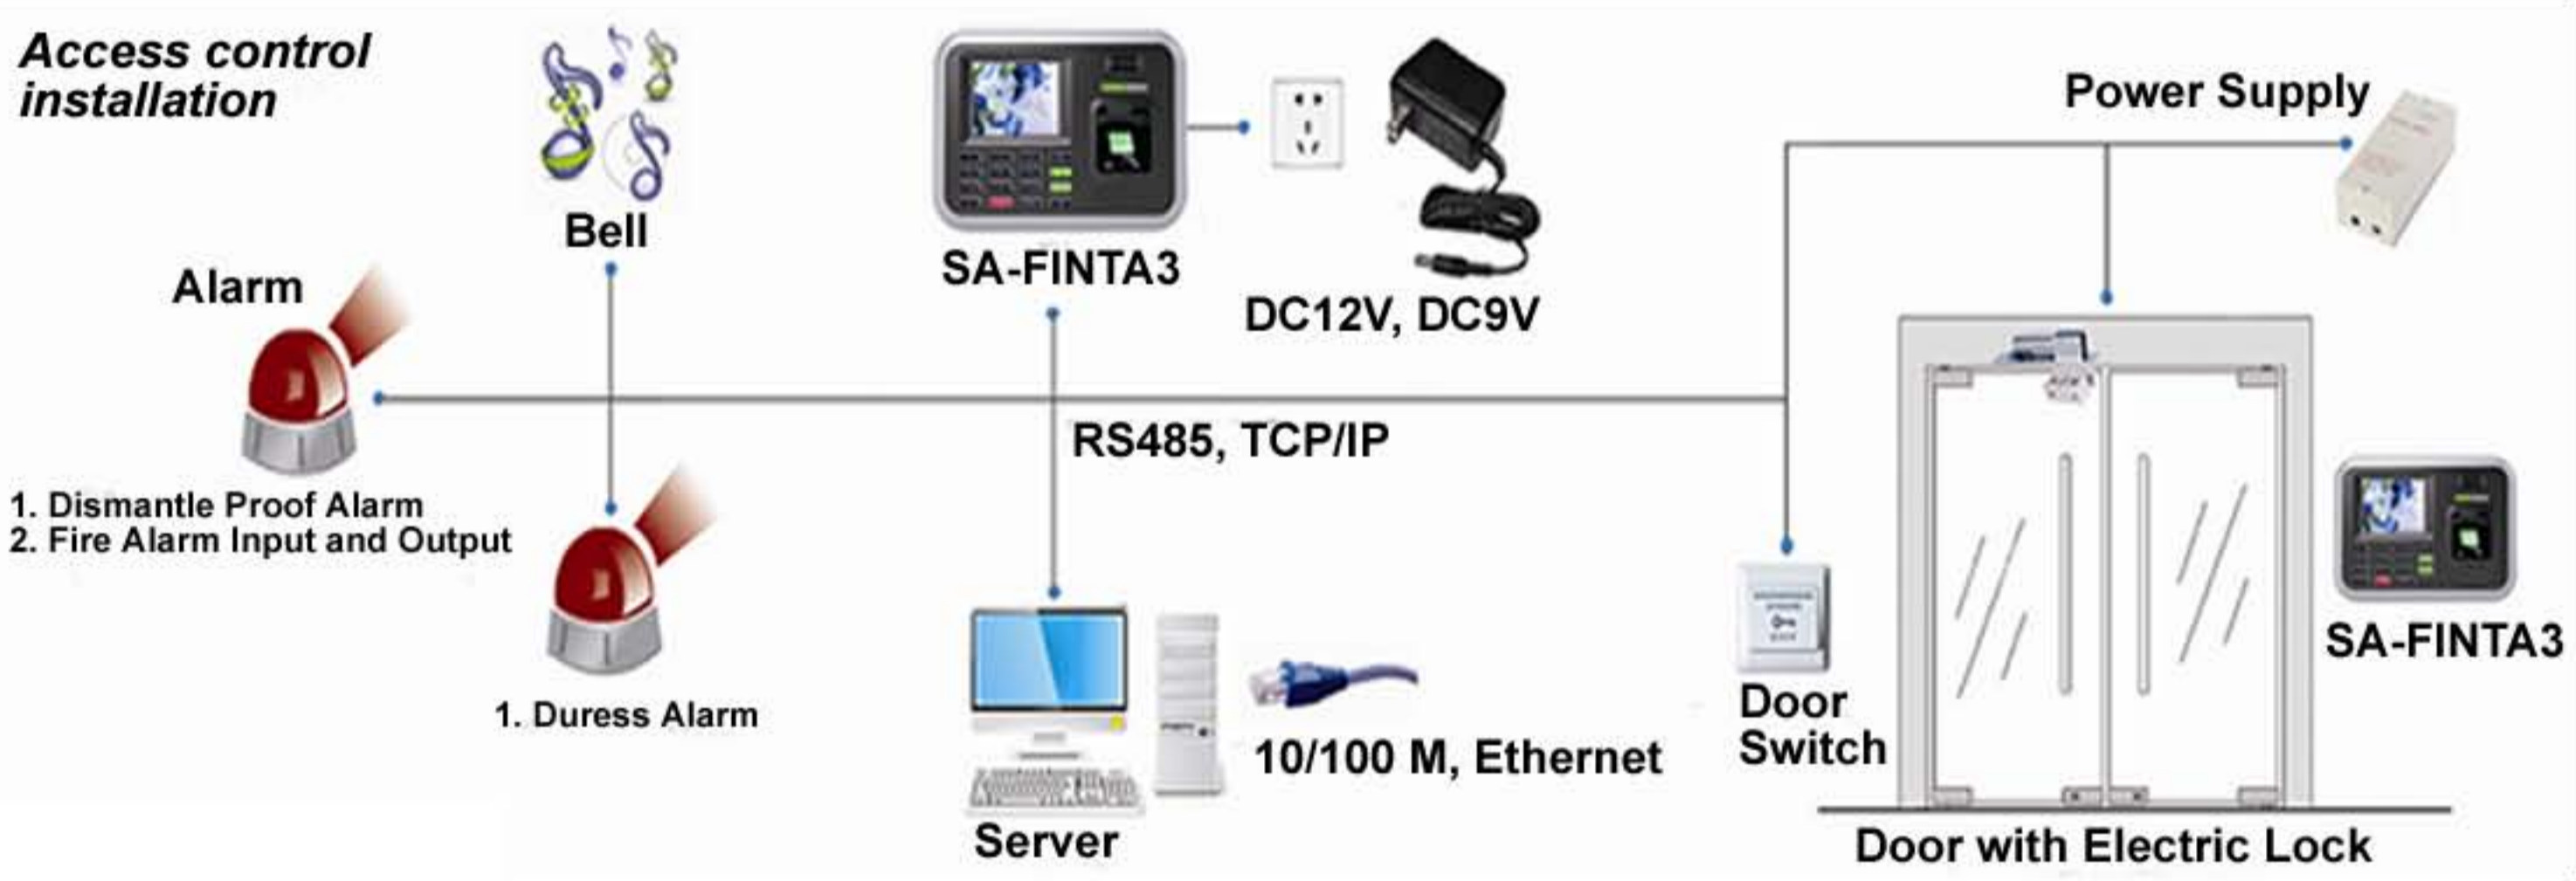 Access control
installation
Bell
Alarm
1. Dismantle Proof Alarm
2. Fire Alarm Input and Output
1. Duress Alarm
SA-FINTA3
DC12V, DC9V
RS485, TCP/IP
Server
10/100 M, Ethernet
Power Supply
Door
Switch
SA-FINTA3
Door with Electric Lock